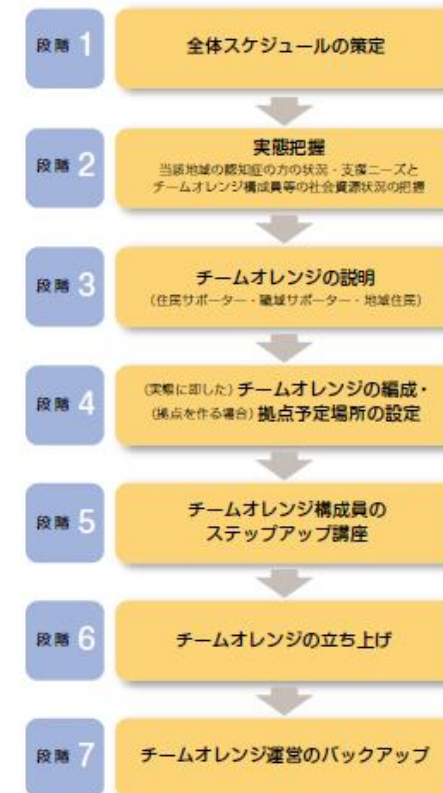 段階 1
全体スケジュールの策定
段階 2
実態把握
当該地域の認知症の方の状況・支援ニーズと
チームオレンジ構成員等の社会資源状況の把握
段階 3
チームオレンジの説明
(住民サポーター・職域サポーター・地域住民)
段階 4
(実態に即した) チームオレンジの編成・
(拠点を作る場合) 拠点予定場所の設定
段階 5
チームオレンジ構成員の
ステップアップ講座
段階 6
チームオレンジの立ち上げ
段階 7
チームオレンジ運営のバックアップ